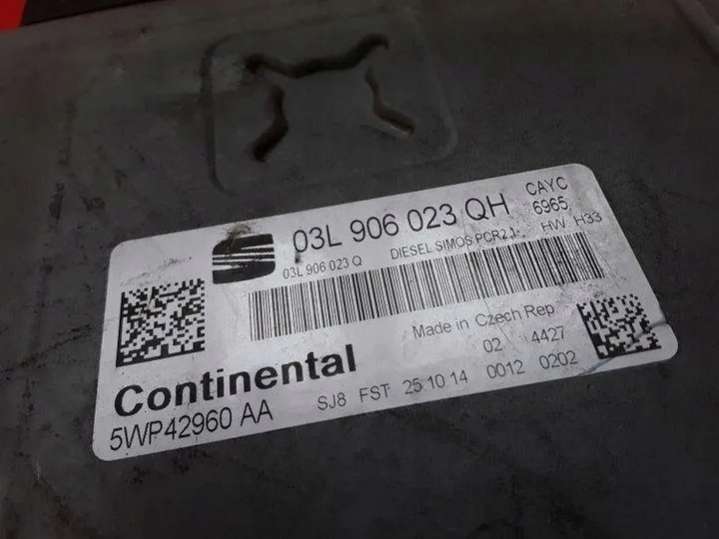 03L 906 023 QH CAYC
6965
03L 906 023 Q DIESEL SIMOS PCR2.1- HW H33
Made in Czech Rep.
02 4427
Continental
5WP42960 AA SJ8 FST 25 10 14 0012 0202